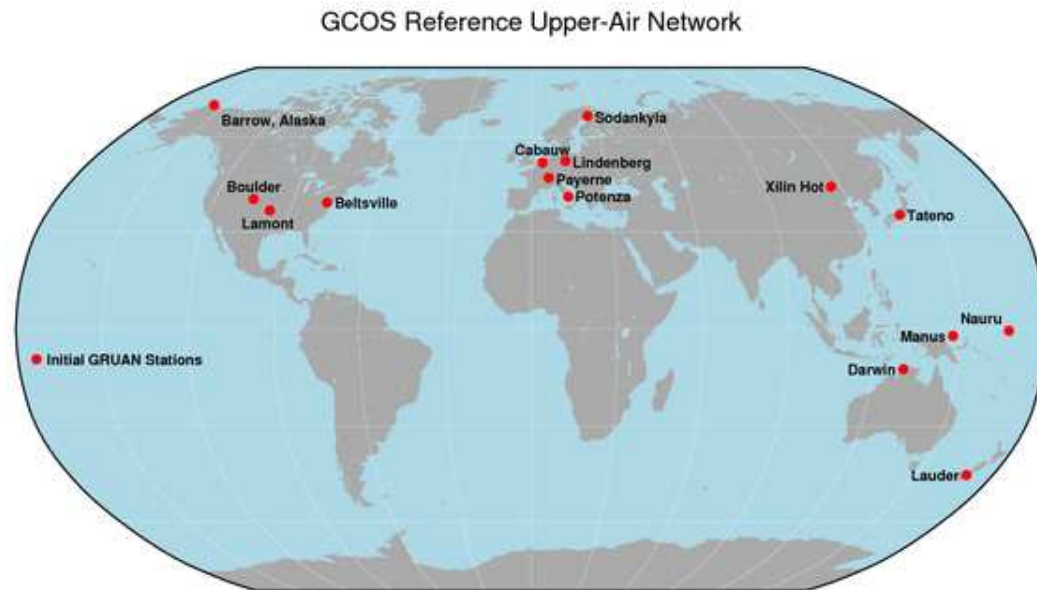 GCOS Reference Upper-Air Network
Barrow, Alaska
Sodankyla
Cabauw
Lindenberg
Payerne
Potenza
Boulder
Beltsville
Lamont
Xilin Hot
Tateno
Nauru
Manus
Initial GRUAN Stations
Darwin
Lauder